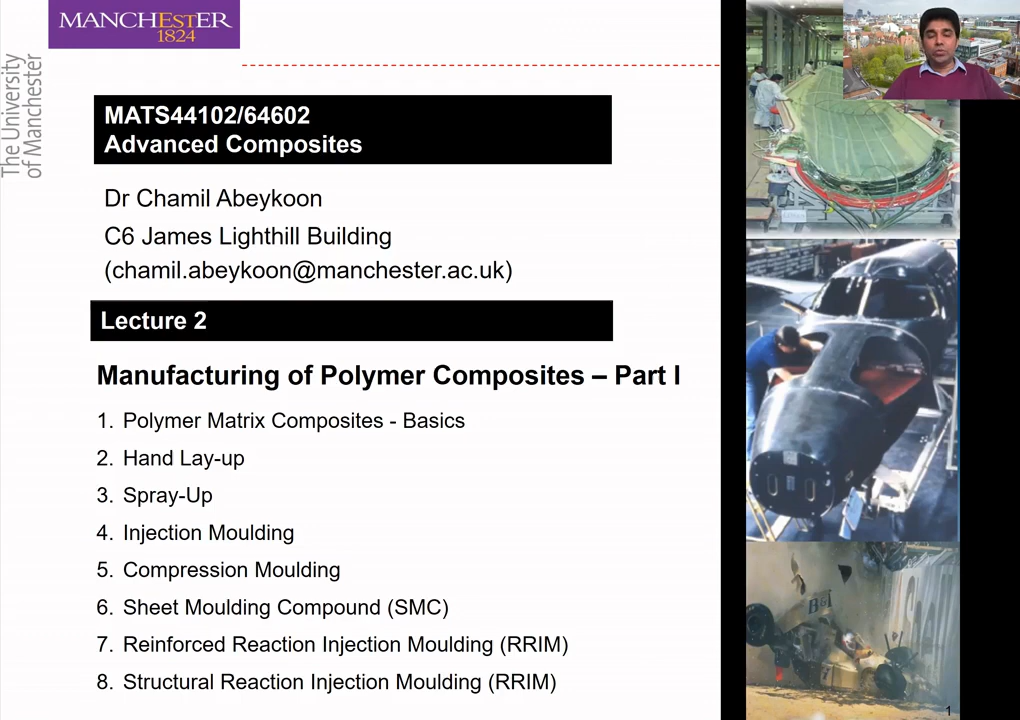 MANCHESTER
1824
The University
of Manchester
MATS44102/64602
Advanced Composites
Dr Chamil Abeykoon
C6 James Lighthill Building
(chamil.abeykoon@manchester.ac.uk)
Lecture 2
Manufacturing of Polymer Composites – Part I
1. Polymer Matrix Composites - Basics
2. Hand Lay-up
3. Spray-Up
4. Injection Moulding
5. Compression Moulding
6. Sheet Moulding Compound (SMC)
7. Reinforced Reaction Injection Moulding (RRIM)
8. Structural Reaction Injection Moulding (RRIM)
1